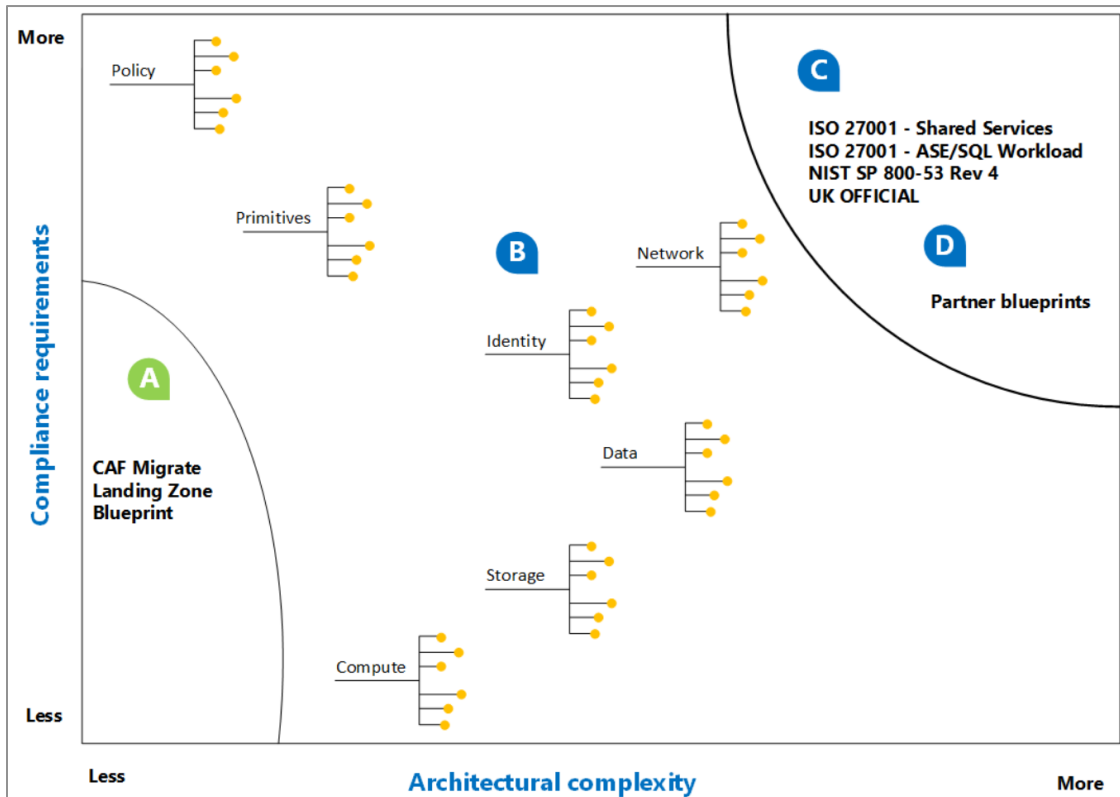 More
Policy
C
ISO 27001 - Shared Services
ISO 27001 - ASE/SQL Workload
NIST SP 800-53 Rev 4
UK OFFICIAL
Primitives
B
Network
D
Partner blueprints
Compliance requirements
Identity
A
CAF Migrate
Landing Zone
Blueprint
Data
Storage
Compute
Less
Less
Architectural complexity
More